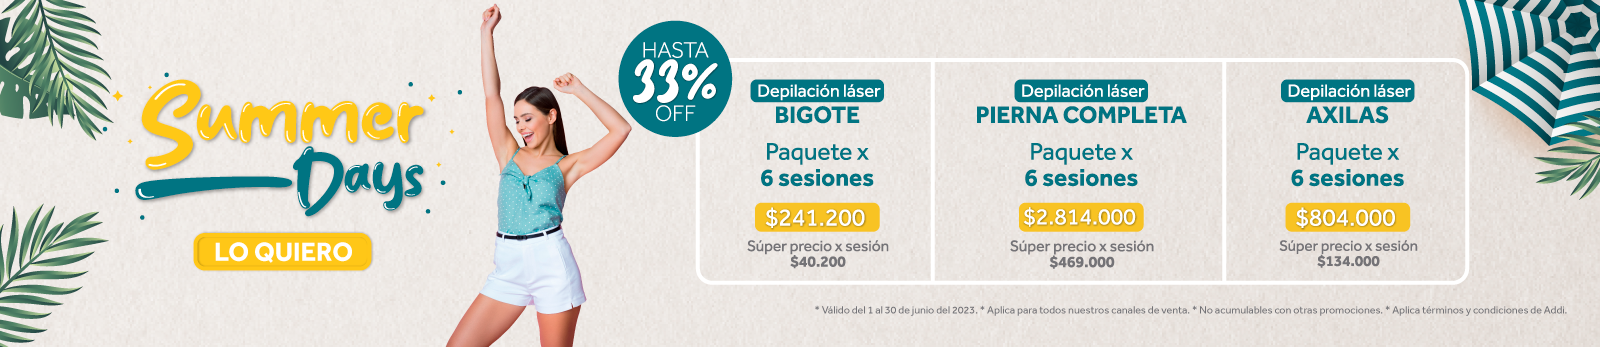 Summer
Days
LO QUIERO
HASTA
33%
OFF
Depilación láser
BIGOTE
Paquete x
6 sesiones
$241.200
Súper precio x sesión
$40.200
Depilación láser
PIERNA COMPLETA
Paquete x
6 sesiones
$2.814.000
Súper precio x sesión
$469.000
Depilación láser
AXILAS
Paquete x
6 sesiones
$804.000
Súper precio x sesión
$134.000
* Válido del 1 al 30 de junio del 2023. * Aplica para todos nuestros canales de venta. * No acumulables con otras promociones. * Aplica términos y condiciones de Addi.